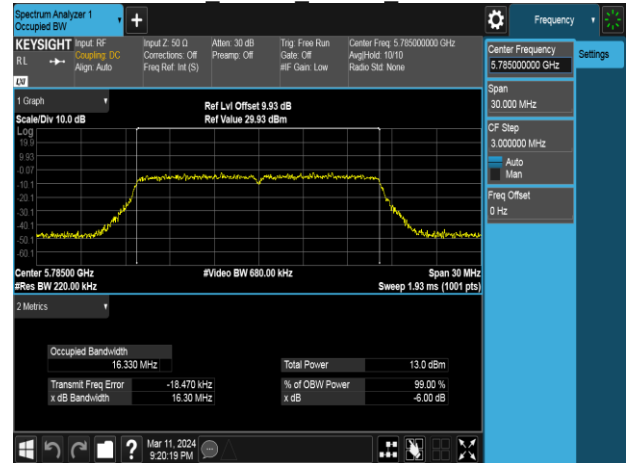 Spectrum Analyzer 1
Occupied BW
Frequency
KEYSIGHT
RL
LXI
Input: RF
Coupling: DC
Align: Auto
Input Z: 50 Ω
Corrections: Off
Freq Ref: Int (S)
Atten: 30 dB
Preamp: Off
Trig: Free Run
Gate: Off
#IF Gain: Low
Center Freq: 5.785000000 GHz
Avg|Hold: 10/10
Radio Std: None
Center Frequency
5.785000000 GHz
Settings
Span
30.000 MHz
CF Step
3.000000 MHz
Auto
Man
Freq Offset
0 Hz
1 Graph
Scale/Div 10.0 dB
Ref Lvl Offset 9.93 dB
Ref Value 29.93 dBm
Log
19.9
9.93
-0.07
-10.1
-20.1
-30.1
-40.1
-50.1
-60.1
Center 5.78500 GHz
#Video BW 680.00 kHz
Span 30 MHz
#Res BW 220.00 kHz
Sweep 1.93 ms (1001 pts)
2 Metrics
Occupied Bandwidth
16.330 MHz
Total Power 13.0 dBm
Transmit Freq Error -18.470 kHz
% of OBW Power 99.00 %
x dB Bandwidth 16.30 MHz
x dB -6.00 dB
Mar 11, 2024
9:20:19 PM